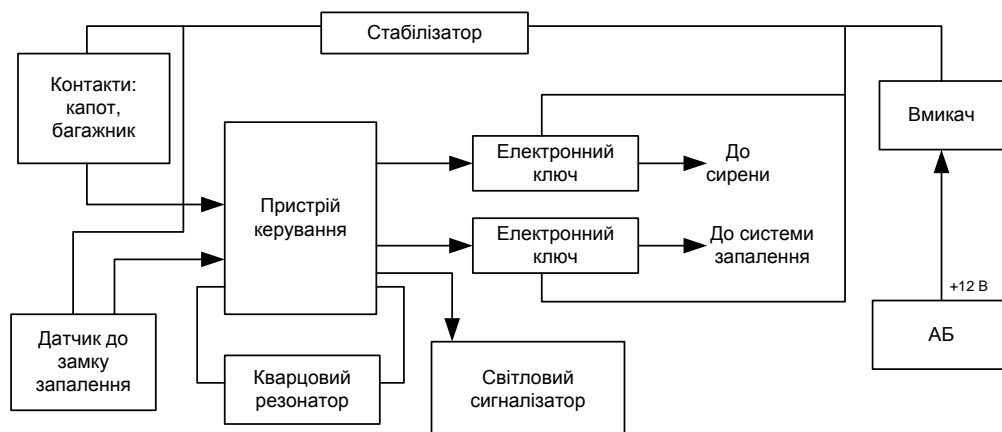 Стабілізатор
Контакти:
капот,
багажник
Вмикач
Пристрій
керування
Електронний
ключ
До
сирени
Електронний
ключ
До системи
запалення
+12 В
АБ
Датчик до
замку
запалення
Кварцовий
резонатор
Світловий
сигналізатор